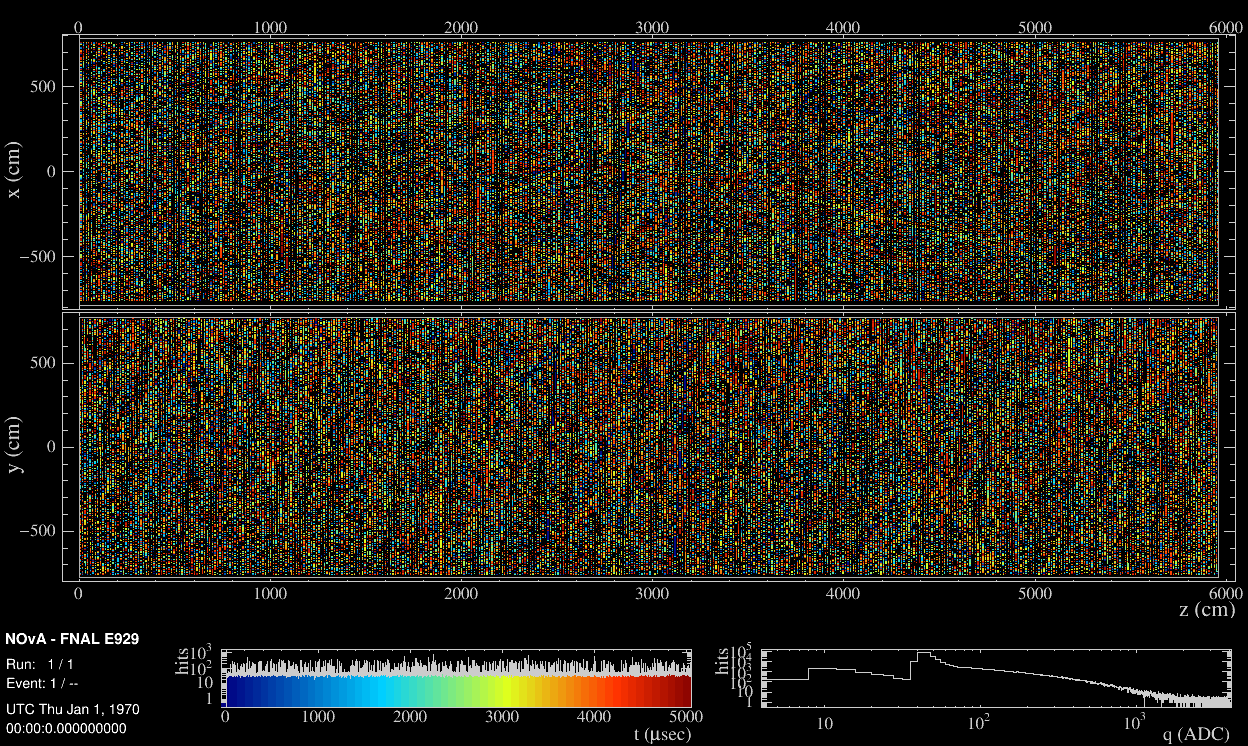 0 1000 2000 3000 4000 5000 6000
500
0
−500
x (cm)
500
0
−500
y (cm)
0 1000 2000 3000 4000 5000 6000
z (cm)
NOvA - FNAL E929
Run: 1 / 1
Event: 1 / --
UTC Thu Jan 1, 1970
00:00:0.000000000
hits
10³
10²
10
1
0 1000 2000 3000 4000 5000
t (μsec)
hits
10⁵
10⁴
10³
10²
10
1
10 10² 10³
q (ADC)